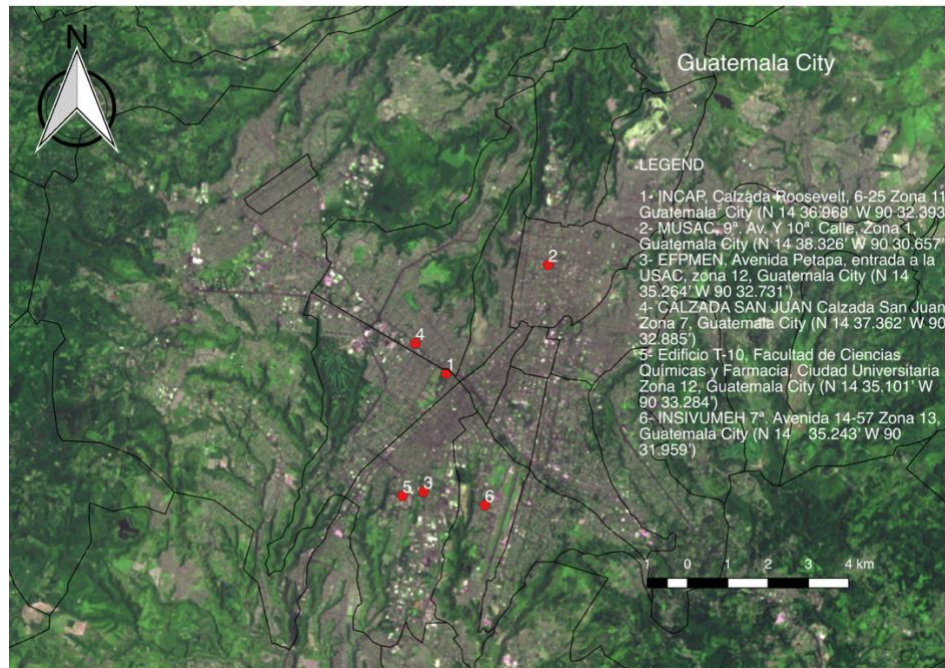 N
Guatemala City
LEGEND
1- INCAP, Calzada Roosevelt, 6-25 Zona 11
Guatemala City (N 14 36.968' W 90 32.393
2- MUSAC, 9ª. Av. Y 10ª. Calle, Zona 1,
Guatemala City (N 14 38.326' W 90 30.657'
3- EFPMEN, Avenida Petapa, entrada a la
USAC, zona 12, Guatemala City (N 14
35.264' W 90 32.731')
4- CALZADA SAN JUAN Calzada San Juan
Zona 7, Guatemala City (N 14 37.362' W 90
32.885')
5- Edificio T-10, Facultad de Ciencias
Químicas y Farmacia, Ciudad Universitaria
Zona 12, Guatemala City (N 14 35.101' W
90 33.284')
6- INSIVUMEH 7ª. Avenida 14-57 Zona 13,
Guatemala City (N 14 35.243' W 90
31.959')
2
4
1
5
3
6
1 0 1 2 3 4 km